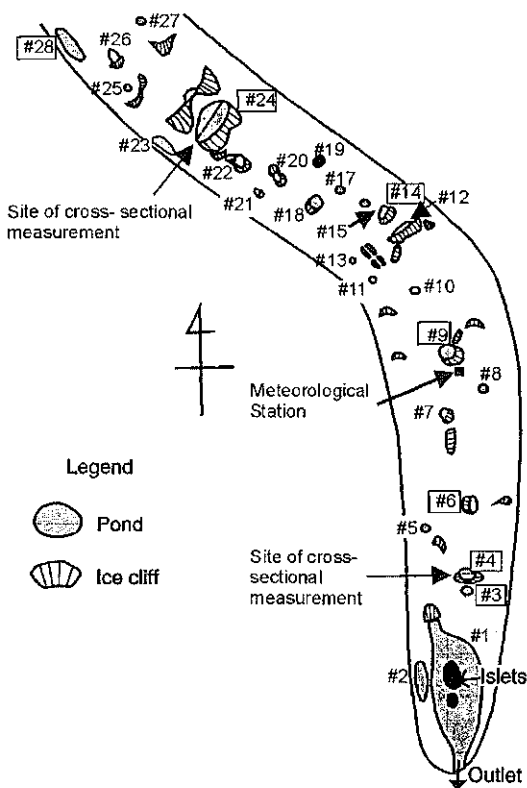 #27
#28
#26
#25
#24
#23
#22
#20
#19
#17
#21
#18
#14
#12
#15
Site of cross- sectional
measurement
#13
#11
#10
#9
Meteorological
Station
#8
#7
Legend
Pond
Ice cliff
#6
#5
Site of cross-
sectional
measurement
#4
#3
#1
#2
Islets
Outlet